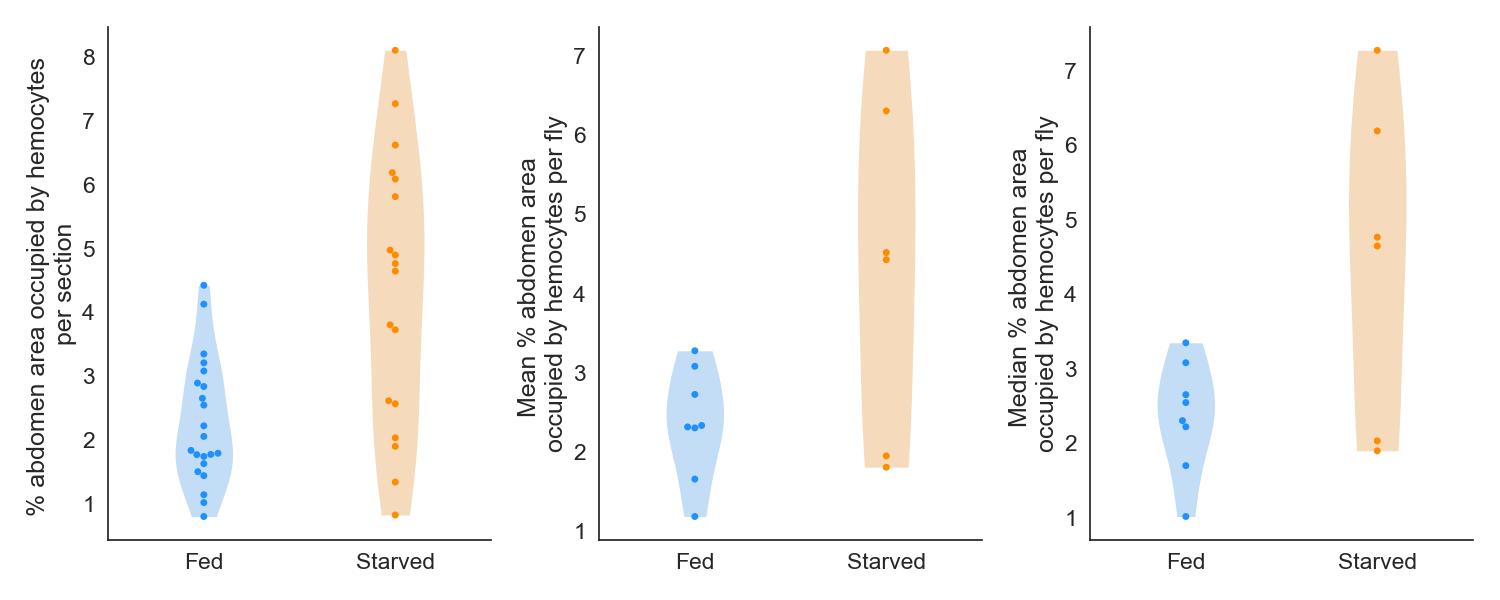 % abdomen area occupied by hemocytes
per section
8
7
6
5
4
3
2
1
Fed
Starved
Mean % abdomen area
occupied by hemocytes per fly
7
6
5
4
3
2
1
Fed
Starved
Median % abdomen area
occupied by hemocytes per fly
7
6
5
4
3
2
1
Fed
Starved